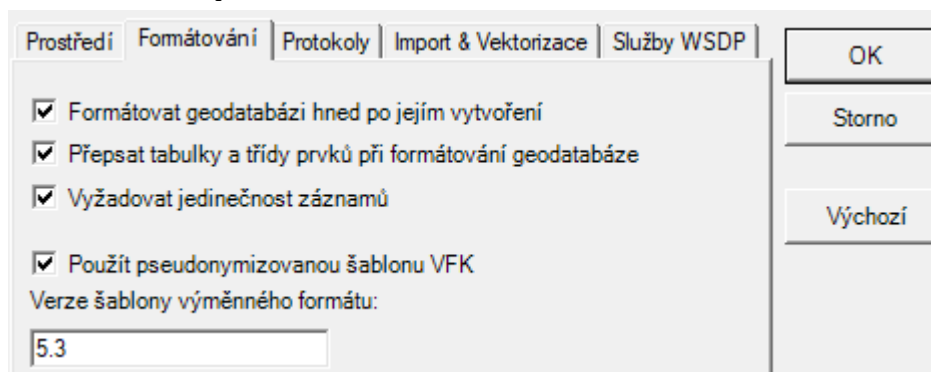 Prostředí Formátování Protokoly Import & Vektorizace Služby WSDP
OK
Formátovat geodatabázi hned po jejím vytvoření
Storno
Přepsat tabulky a třídy prvků při formátování geodatabáze
Vyžadovat jedinečnost záznamů
Výchozí
Použít pseudonymizovanou šablonu VFK
Verze šablony výměnného formátu:
5.3